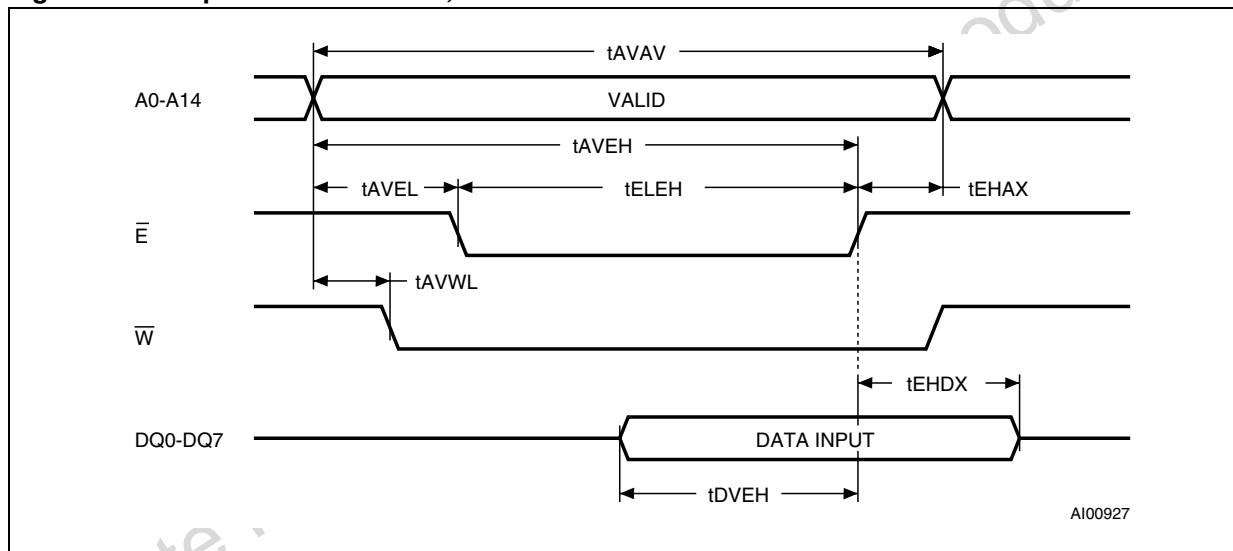 tAVAV
A0-A14
VALID
tAVEH
tAVEL
tELEH
tEHAX
E̅
tAVWL
W̅
tEHDX
DQ0-DQ7
DATA INPUT
tDVEH
AI00927